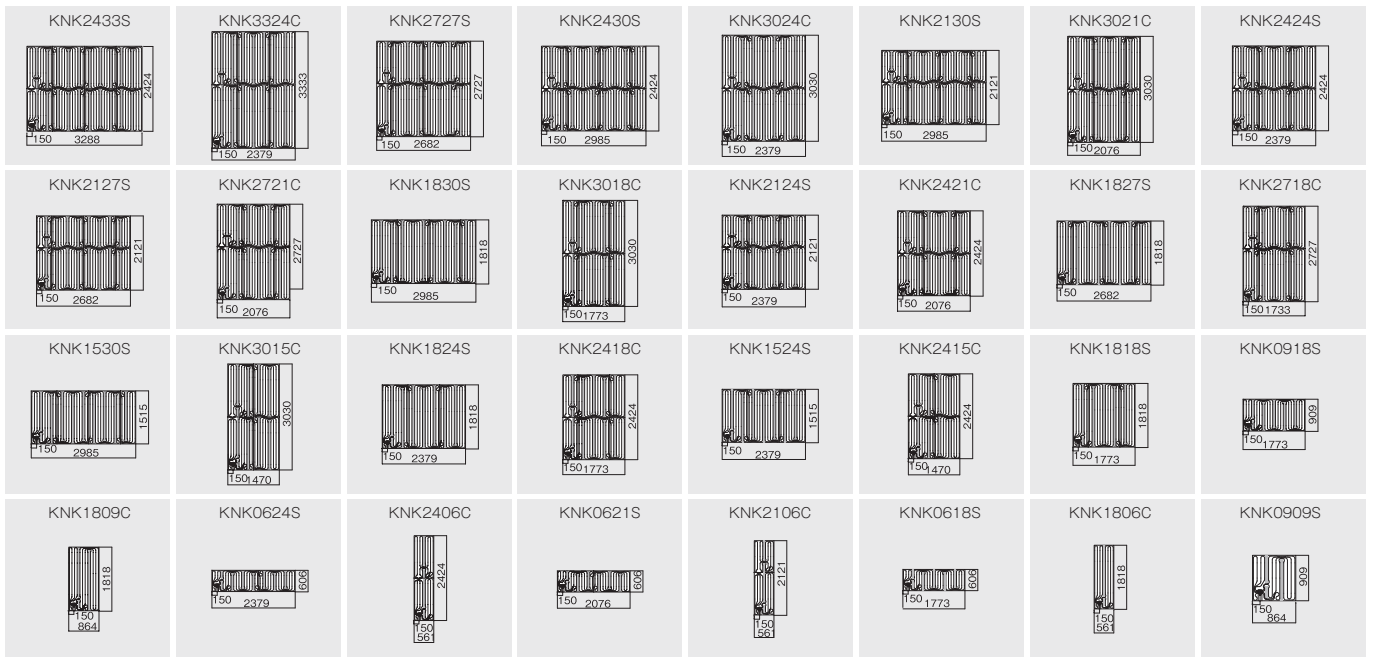 KNK2433S KNK3324C KNK2727S KNK2430S KNK3024C KNK2130S KNK3021C KNK2424S
2424 3333 2727 2424 3030 2121 3030 2424
150 150 150 150 150 150 150 150
3288 2379 2682 2985 2379 2985 2076 2379
KNK2127S KNK2721C KNK1830S KNK3018C KNK2124S KNK2421C KNK1827S KNK2718C
2121 2727 1818 3030 2121 2424 1818 2727
150 150 150 150 150 150 150 150
2682 2076 2985 1773 2379 2076 2682 1733
KNK1530S KNK3015C KNK1824S KNK2418C KNK1524S KNK2415C KNK1818S KNK0918S
1515 3030 1818 2424 1515 2424 1818 909
150 150 150 150 150 150 150 150
2985 1470 2379 1773 2379 1470 1773 1773
KNK1809C KNK0624S KNK2406C KNK0621S KNK2106C KNK0618S KNK1806C KNK0909S
1818 606 2424 606 2121 606 1818 909
150 150 150 150 150 150 150 150
864 2379 561 2076 561 1773 561 864